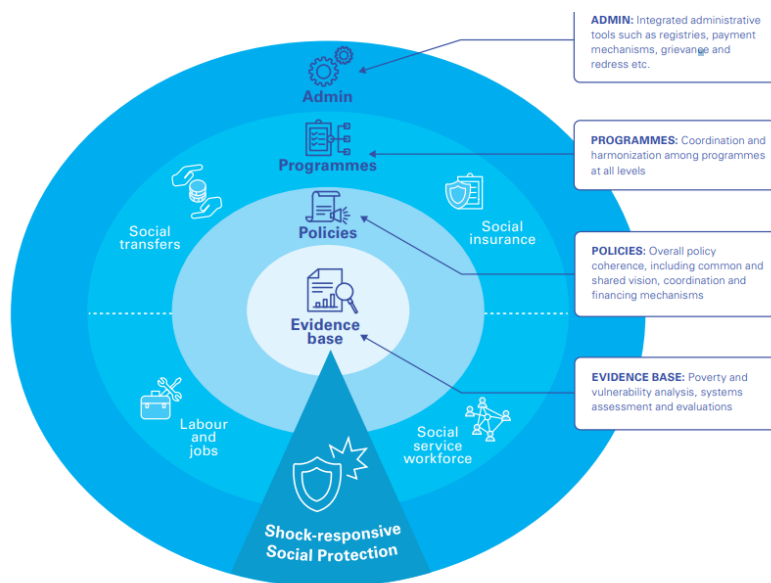 ADMIN: Integrated administrative
tools such as registries, payment
mechanisms, grievance and
redress etc.
Admin
PROGRAMMES: Coordination and
harmonization among programmes
at all levels
Programmes
Social
transfers
Social
insurance
Policies
POLICIES: Overall policy
coherence, including common and
shared vision, coordination and
financing mechanisms
Evidence
base
EVIDENCE BASE: Poverty and
vulnerability analysis, systems
assessment and evaluations
Labour
and
jobs
Social
service
workforce
Shock-responsive
Social Protection